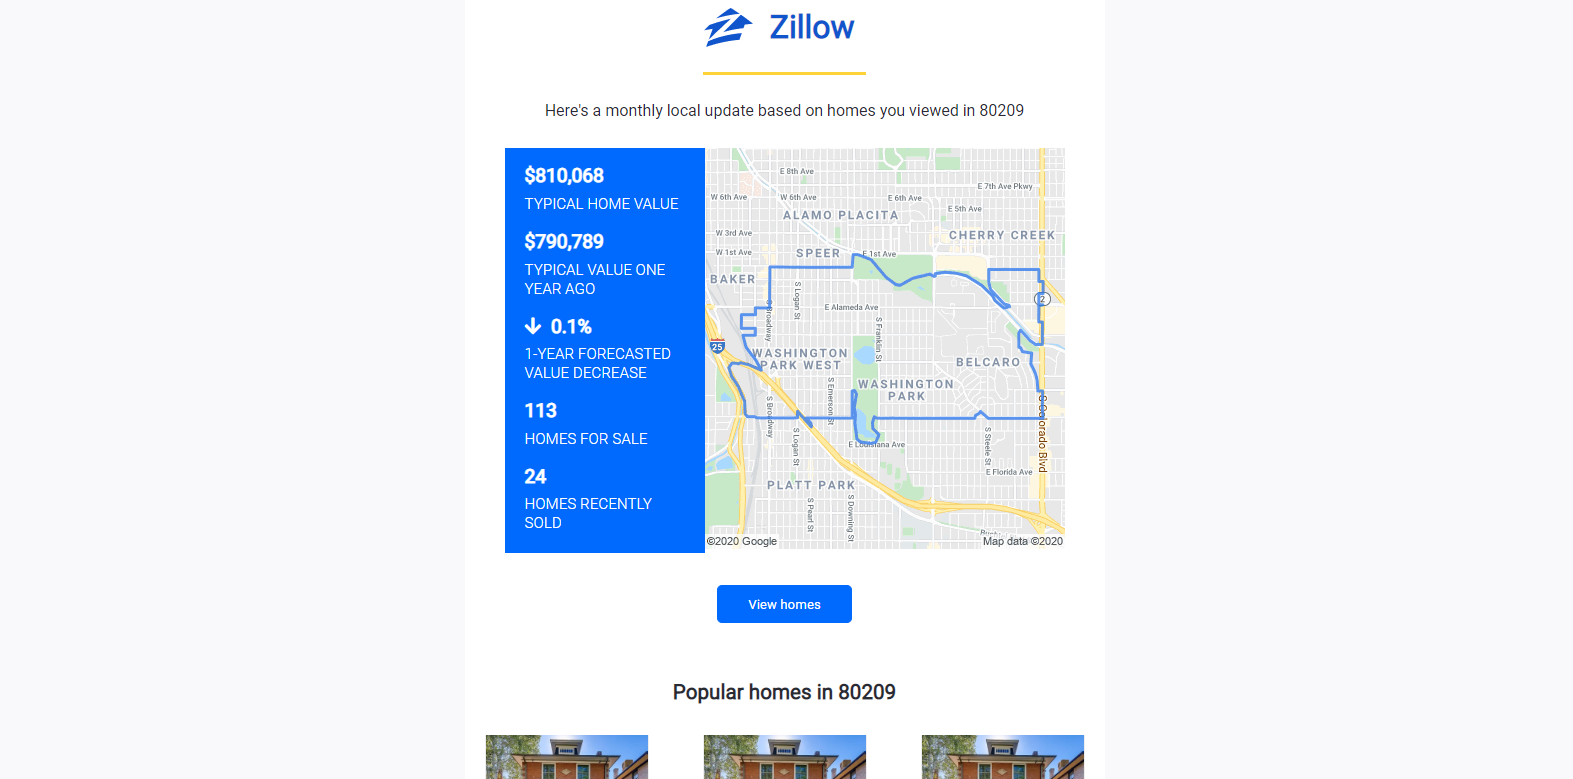 Zillow
Here's a monthly local update based on homes you viewed in 80209
$810,068
TYPICAL HOME VALUE
$790,789
TYPICAL VALUE ONE
YEAR AGO
0.1%
1-YEAR FORECASTED
VALUE DECREASE
113
HOMES FOR SALE
24
HOMES RECENTLY
SOLD
E 8th Ave
E 7th Ave Pkwy
W 6th Ave
W 6th Ave
E 6th Ave
E 5th Ave
ALAMO PLACITA
W 3rd Ave
CHERRY CREEK
W 1st Ave
SPEER
E 1st Ave
BAKER
S Logan St
2
S Broadway
E Alameda Ave
S Franklin St
25
WASHINGTON
PARK WEST
BELCARO
WASHINGTON
PARK
S Emerson St
S Broadway
S Colorado Blvd
S Logan St
E Louisiana Ave
S Steele St
E Florida Ave
PLATT PARK
S Pearl St
S Downing St
©2020 Google
Map data ©2020
View homes
Popular homes in 80209